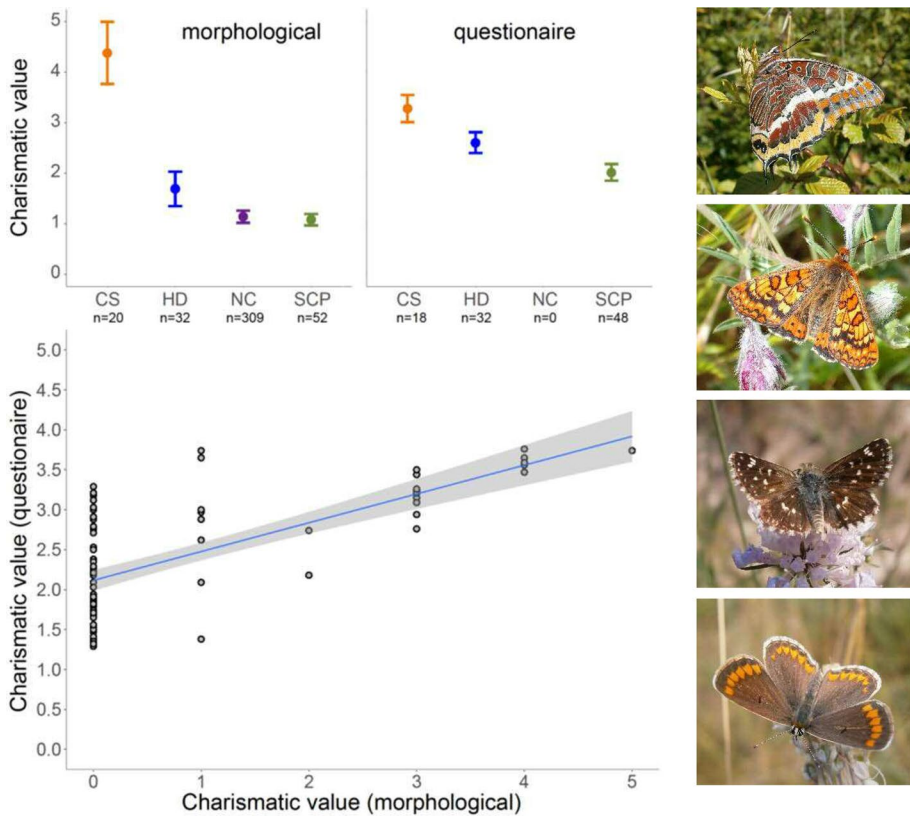 morphological
questionaire
Charismatic value
5
4
3
2
1
0
CS HD NC SCP
n=20 n=32 n=309 n=52
CS HD NC SCP
n=18 n=32 n=0 n=48
Charismatic value (questionaire)
5.0
4.5
4.0
3.5
3.0
2.5
2.0
1.5
1.0
0.5
0.0
0 1 2 3 4 5
Charismatic value (morphological)